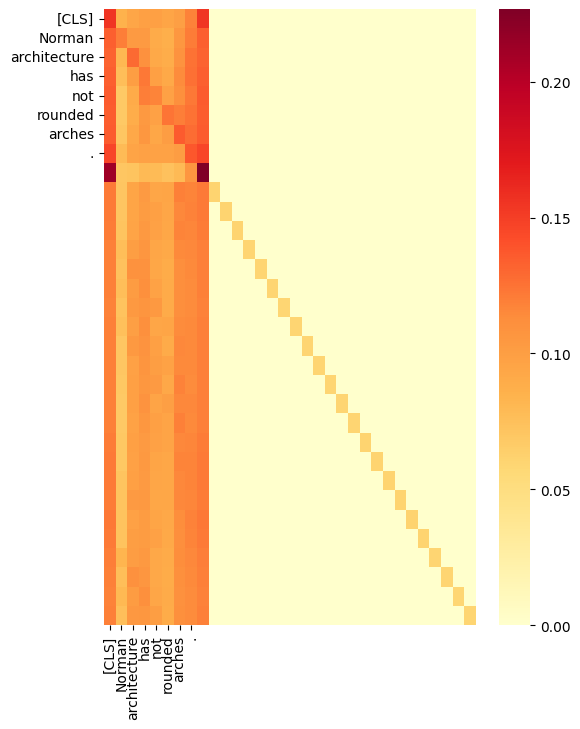 [CLS]
Norman
architecture
has
not
rounded
arches
.
0.20
0.15
0.10
0.05
0.00
[CLS]
Norman
architecture
has
not
rounded
arches
.